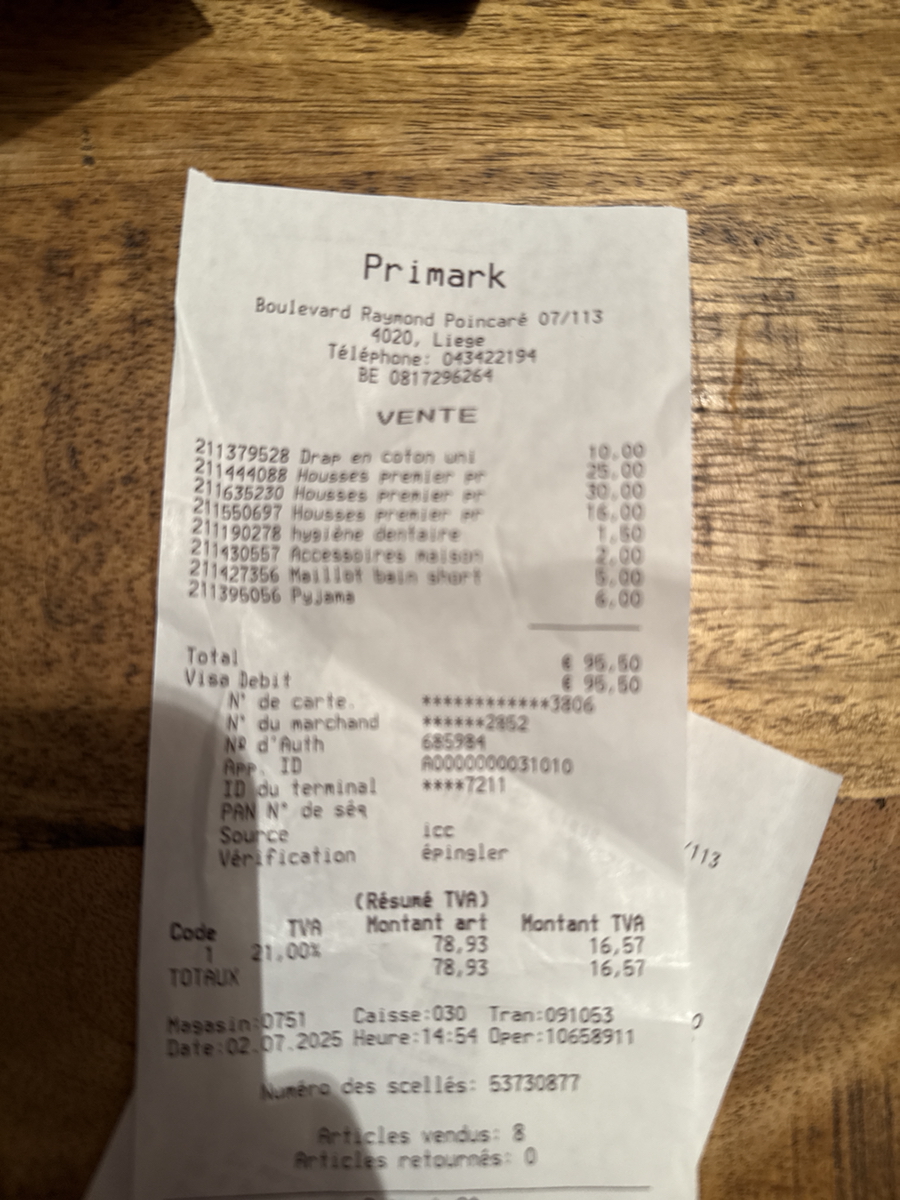 Primark
Boulevard Raymond Poincaré 07/113
4020, Liege
Téléphone: 043422194
BE 0817296264
VENTE
211379528 Drap en coton uni 10,00
211444088 Housses premier pr 25,00
211635230 Housses premier pr 30,00
211550697 Housses premier pr 16,00
211190278 hygiène dentaire 1,50
211430557 Accessoires maison 2,00
211427356 Maillot bain short 5,00
211395056 Pyjama 6,00
Total € 95,50
Visa Debit € 95,50
N° de carte. ************3806
N° du marchand ******2852
Nº d'Auth 685984
App. ID A0000000031010
ID du terminal ****7211
PAN N° de séq
Source icc
Vérification épingler
(Résumé TVA)
Code TVA Montant art Montant TVA
1 21,00% 78,93 16,57
TOTAUX 78,93 16,57
Magasin:0751 Caisse:030 Tran:091053
Date:02.07.2025 Heure:14:54 Oper:10658911
Numéro des scellés: 53730877
Articles vendus: 8
Articles retournés: 0
/113
0